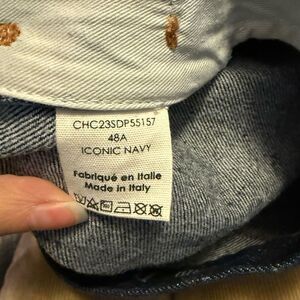 CHC23SDP55157
48A
ICONIC NAVY
Fabriqué en Italie
Made in Italy